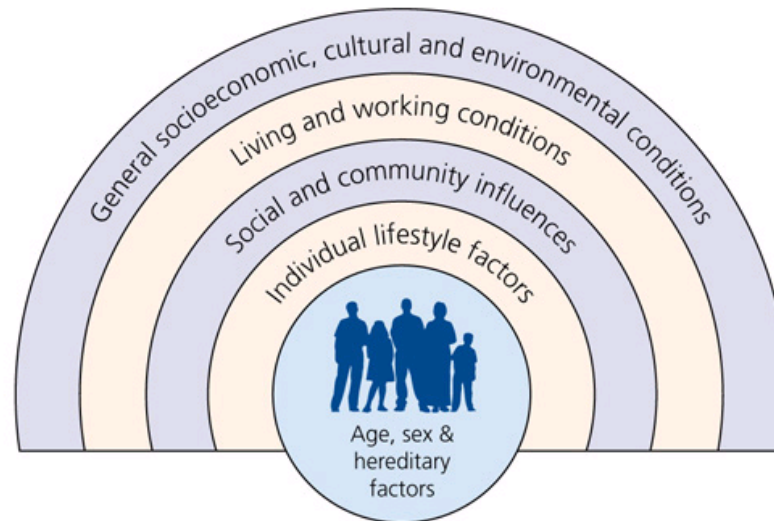 General socioeconomic, cultural and environmental conditions
Living and working conditions
Social and community influences
Individual lifestyle factors
Age, sex &
hereditary
factors